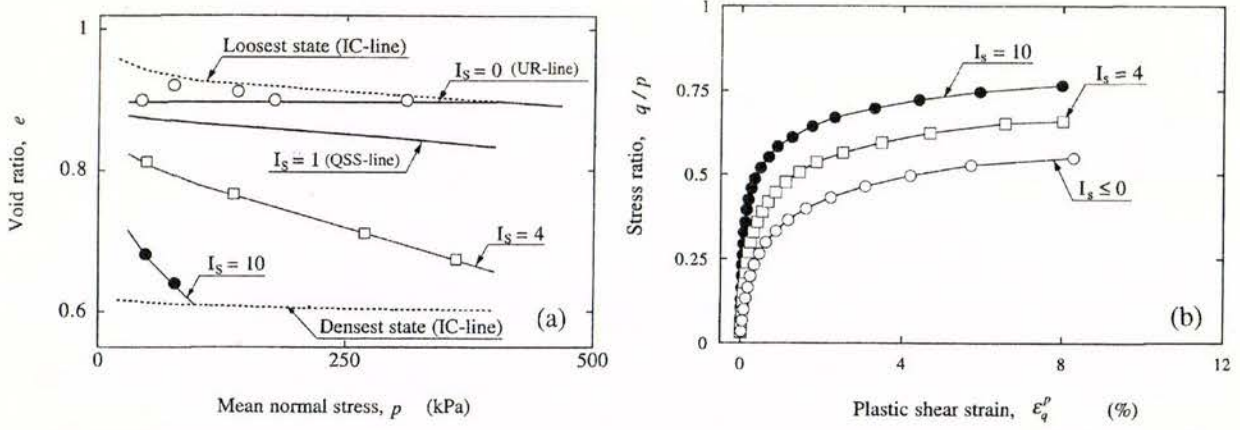 1
0.8
0.6
Void ratio, e
Loosest state (IC-line)
I_s = 0 (UR-line)
I_s = 1 (QSS-line)
I_s = 4
I_s = 10
Densest state (IC-line)
(a)
0
250
500
Mean normal stress, p (kPa)
1
0.75
0.5
0.25
0
Stress ratio, q / p
I_s = 10
I_s = 4
I_s ≤ 0
(b)
0
4
8
12
Plastic shear strain, ε_q^p (%)